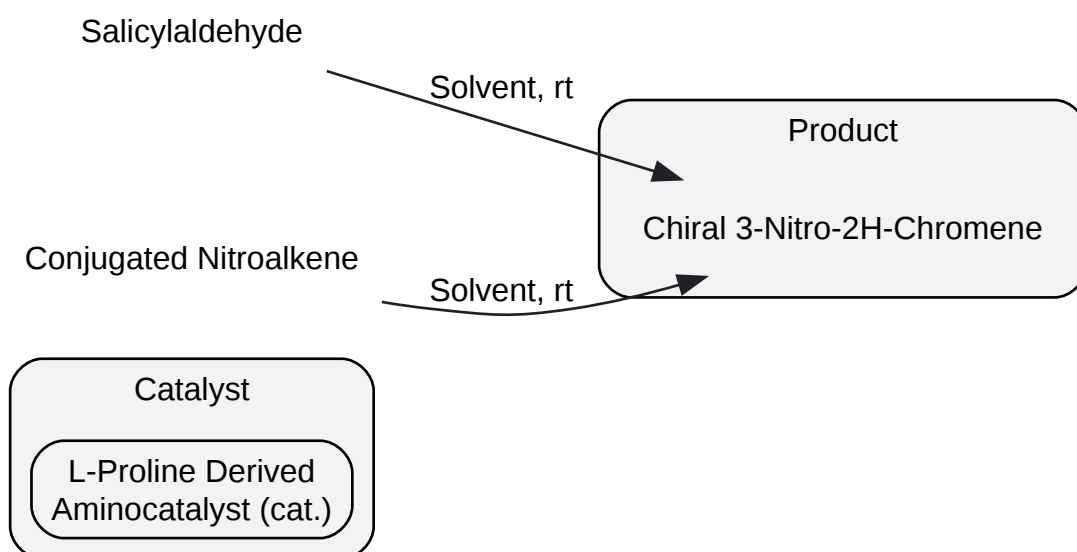 Salicylaldehyde
Solvent, rt
Product
Chiral 3-Nitro-2H-Chromene
Conjugated Nitroalkene
Solvent, rt
Catalyst
L-Proline Derived
Aminocatalyst (cat.)